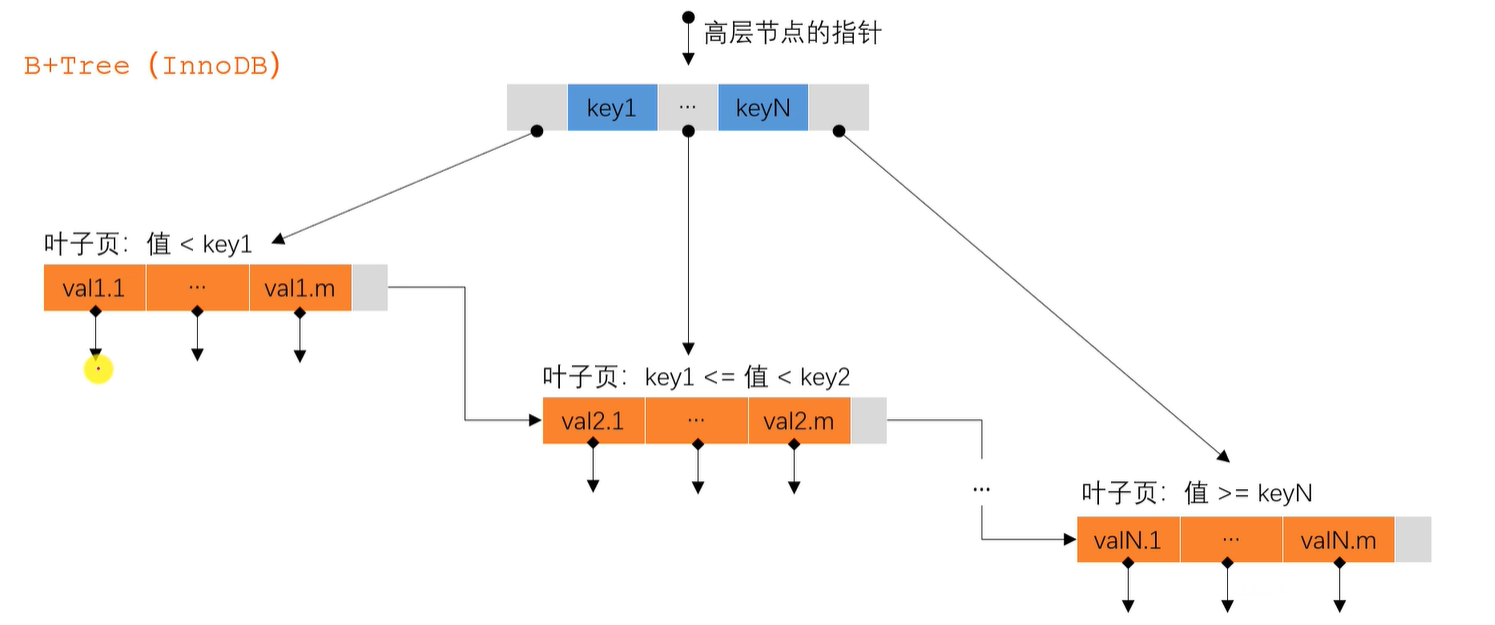 高层节点的指针
B+Tree (InnoDB)
key1 ... keyN
叶子页: 值 < key1
val1.1 ... val1.m
叶子页: key1 <= 值 < key2
val2.1 ... val2.m
...
叶子页: 值 >= keyN
valN.1 ... valN.m